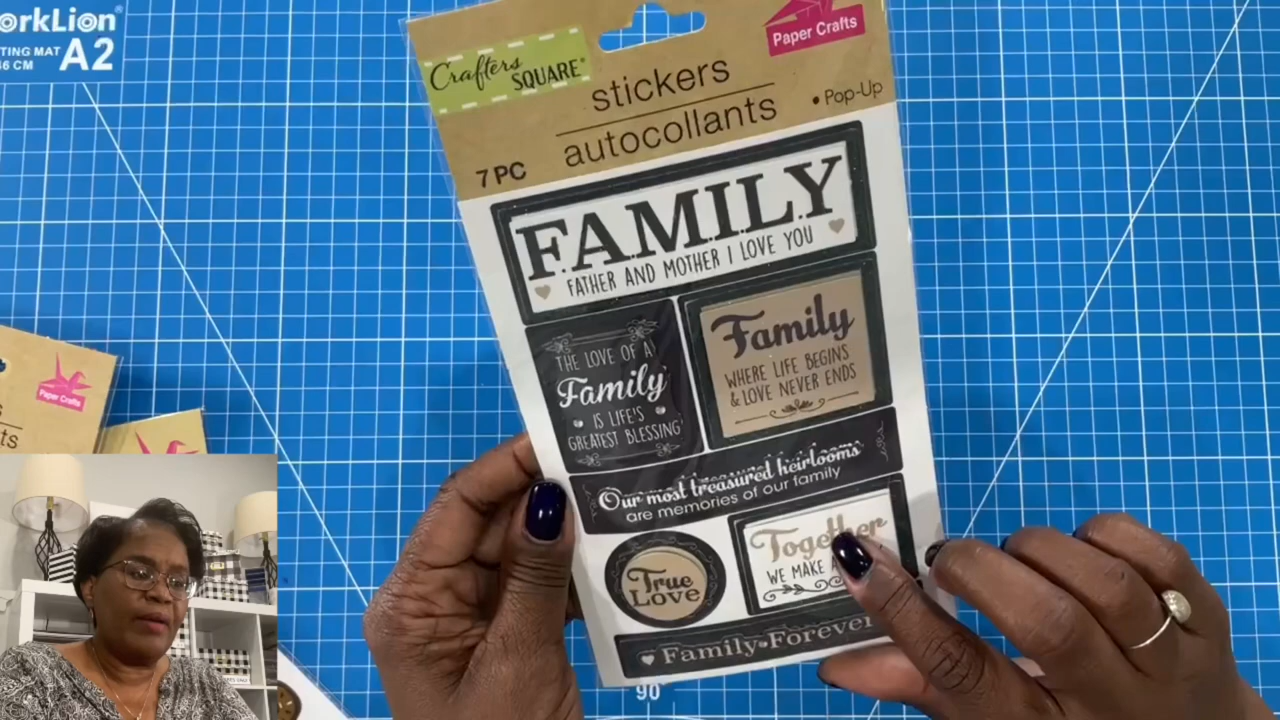 TING MAT
A2
CM
Crafters
SQUARE
Paper Crafts
stickers
autocollants
• Pop-Up
7 PC
FAMILY
FATHER AND MOTHER I LOVE YOU
THE LOVE OF A
Family
IS LIFE'S
GREATEST BLESSING
Family
WHERE LIFE BEGINS
& LOVE NEVER ENDS
Our most treasured heirlooms
are memories of our family
True
Love
Together
WE MAKE A
Family Forever
90°
Paper Crafts
ts